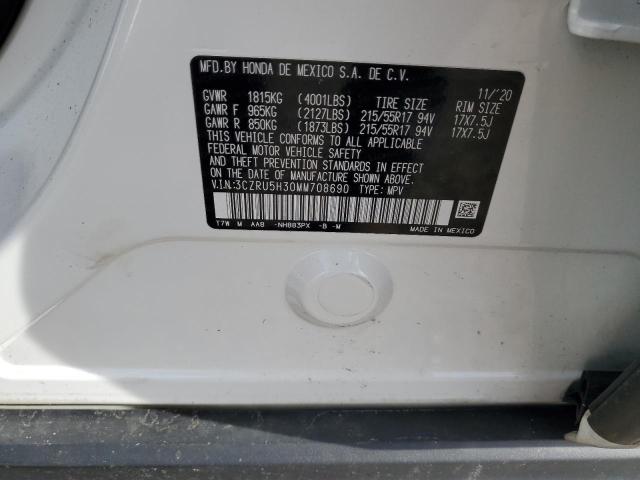 MFD.BY HONDA DE MEXICO S.A. DE C.V.
11/'20
GVWR 1815KG (4001LBS) TIRE SIZE RIM SIZE
GAWR F 965KG (2127LBS) 215/55R17 94V 17X7.5J
GAWR R 850KG (1873LBS) 215/55R17 94V 17X7.5J
THIS VEHICLE CONFORMS TO ALL APPLICABLE
FEDERAL MOTOR VEHICLE SAFETY
AND THEFT PREVENTION STANDARDS IN EFFECT
ON THE DATE OF MANUFACTURE SHOWN ABOVE.
V.I.N.:3CZRU5H30MM708690 TYPE: MPV
T7W M AAB -NH883PX -B -M MADE IN MEXICO